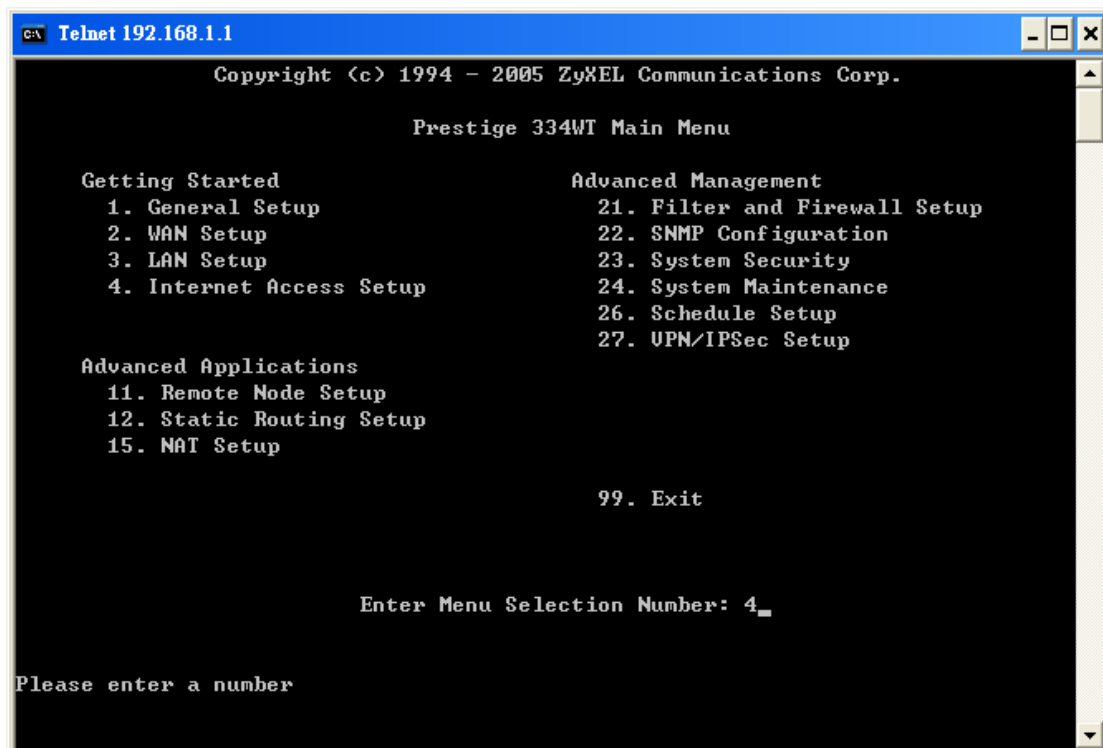 Telnet 192.168.1.1
Copyright (c) 1994 - 2005 ZyXEL Communications Corp.
Prestige 334WT Main Menu
Getting Started
1. General Setup
2. WAN Setup
3. LAN Setup
4. Internet Access Setup
Advanced Applications
11. Remote Node Setup
12. Static Routing Setup
15. NAT Setup
Advanced Management
21. Filter and Firewall Setup
22. SNMP Configuration
23. System Security
24. System Maintenance
26. Schedule Setup
27. VPN/IPSec Setup
99. Exit
Enter Menu Selection Number: 4_
Please enter a number